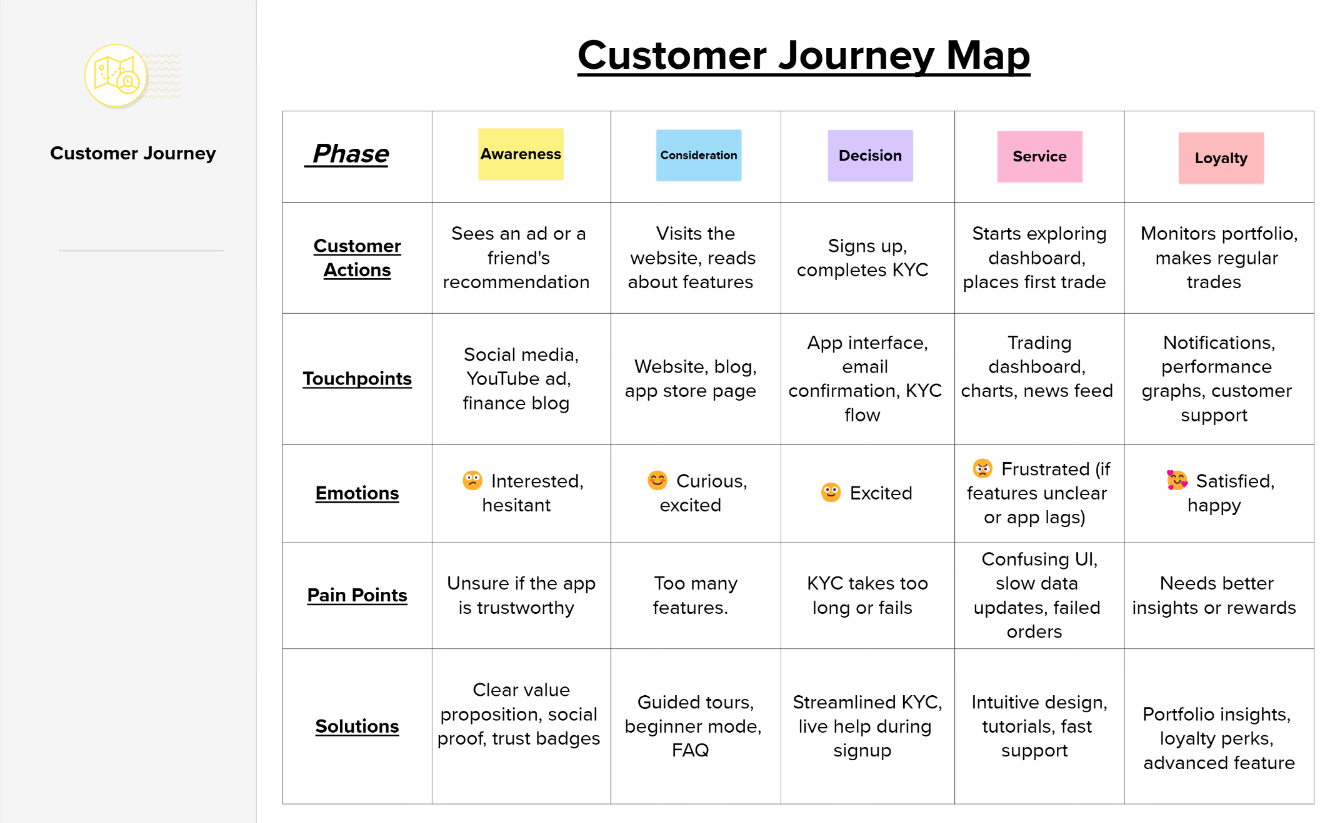 Customer Journey
Customer Journey Map
Phase
Awareness
Consideration
Decision
Service
Loyalty
Customer
Actions
Sees an ad or a
friend's
recommendation
Visits the
website, reads
about features
Signs up,
completes KYC
Starts exploring
dashboard,
places first trade
Monitors portfolio,
makes regular
trades
Touchpoints
Social media,
YouTube ad,
finance blog
Website, blog,
app store page
App interface,
email
confirmation, KYC
flow
Trading
dashboard,
charts, news feed
Notifications,
performance
graphs, customer
support
Emotions
😕 Interested,
hesitant
😊 Curious,
excited
🙂 Excited
😠 Frustrated (if
features unclear
or app lags)
🥰 Satisfied,
happy
Pain Points
Unsure if the app
is trustworthy
Too many
features.
KYC takes too
long or fails
Confusing UI,
slow data
updates, failed
orders
Needs better
insights or rewards
Solutions
Clear value
proposition, social
proof, trust badges
Guided tours,
beginner mode,
FAQ
Streamlined KYC,
live help during
signup
Intuitive design,
tutorials, fast
support
Portfolio insights,
loyalty perks,
advanced feature